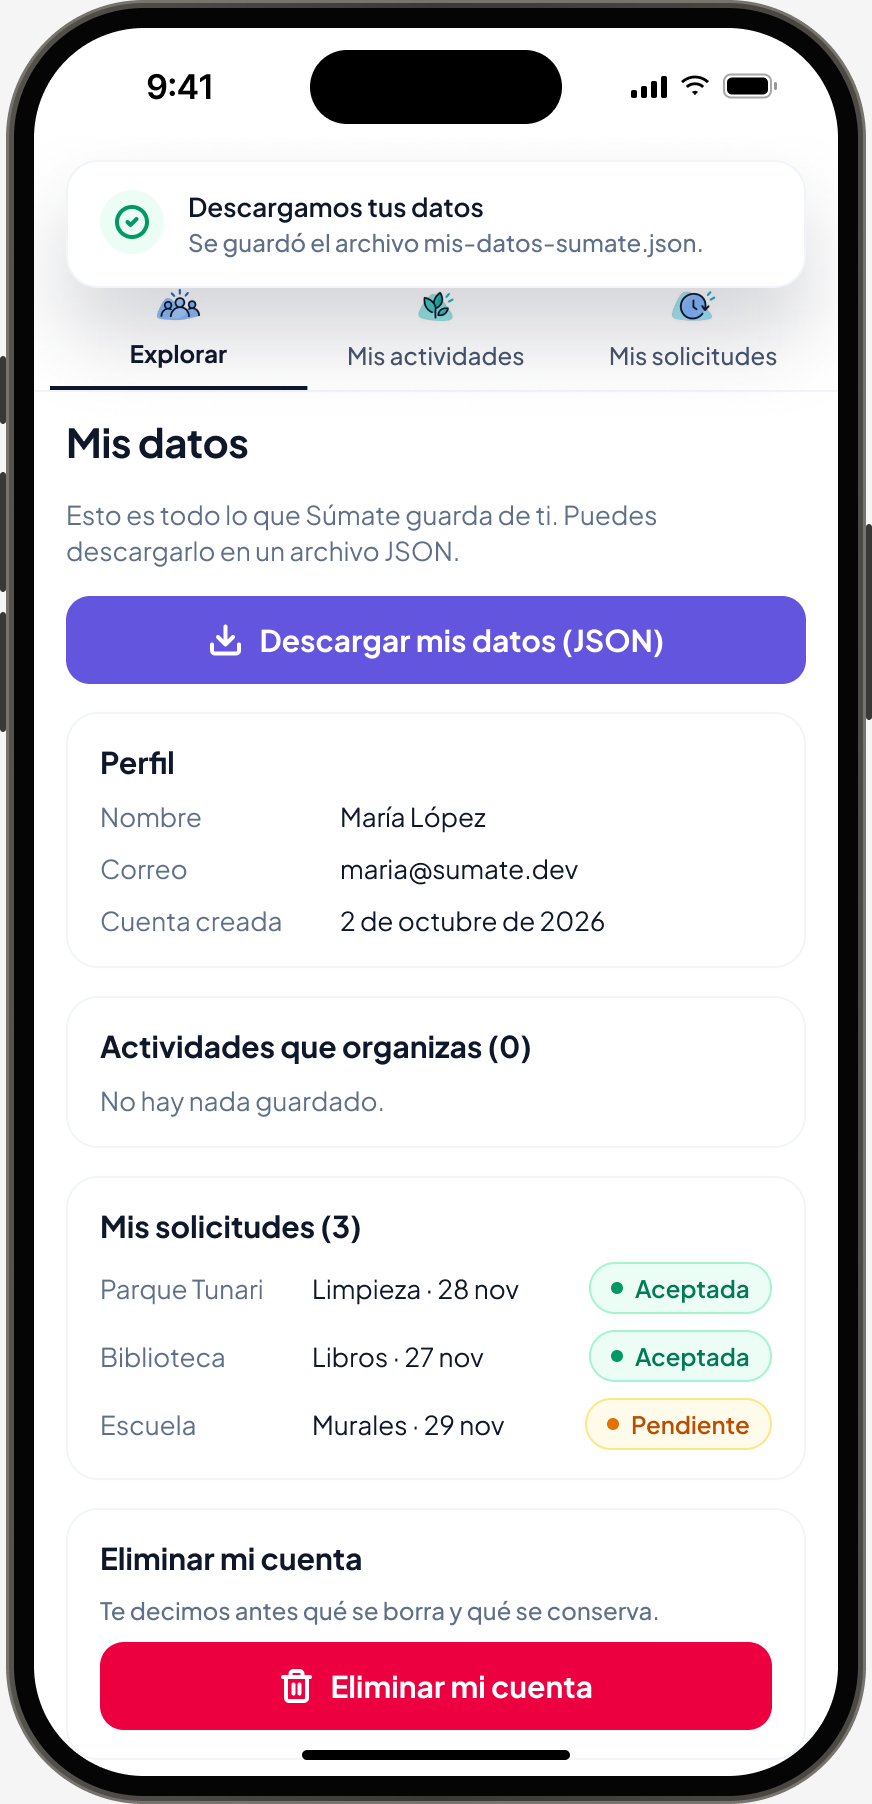 9:41
Descargamos tus datos
Se guardó el archivo mis-datos-sumate.json.
Explorar
Mis actividades
Mis solicitudes
Mis datos
Esto es todo lo que Súmate guarda de ti. Puedes
descargarlo en un archivo JSON.
Descargar mis datos (JSON)
Perfil
Nombre María López
Correo maria@sumate.dev
Cuenta creada 2 de octubre de 2026
Actividades que organizas (0)
No hay nada guardado.
Mis solicitudes (3)
Parque Tunari Limpieza · 28 nov Aceptada
Biblioteca Libros · 27 nov Aceptada
Escuela Murales · 29 nov Pendiente
Eliminar mi cuenta
Te decimos antes qué se borra y qué se conserva.
Eliminar mi cuenta